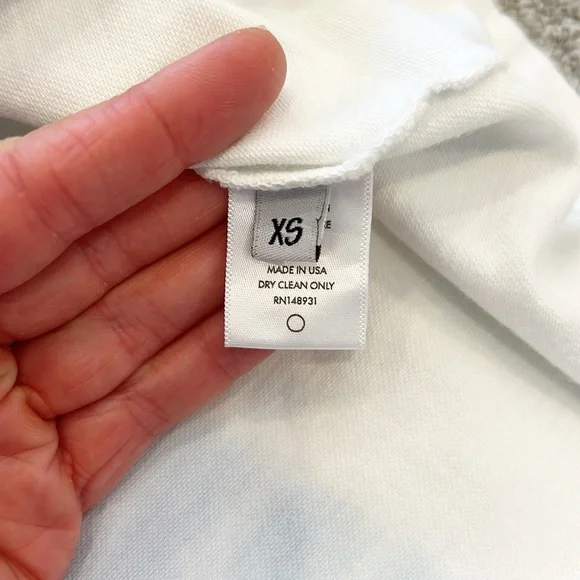 XS
MADE IN USA
DRY CLEAN ONLY
RN148931